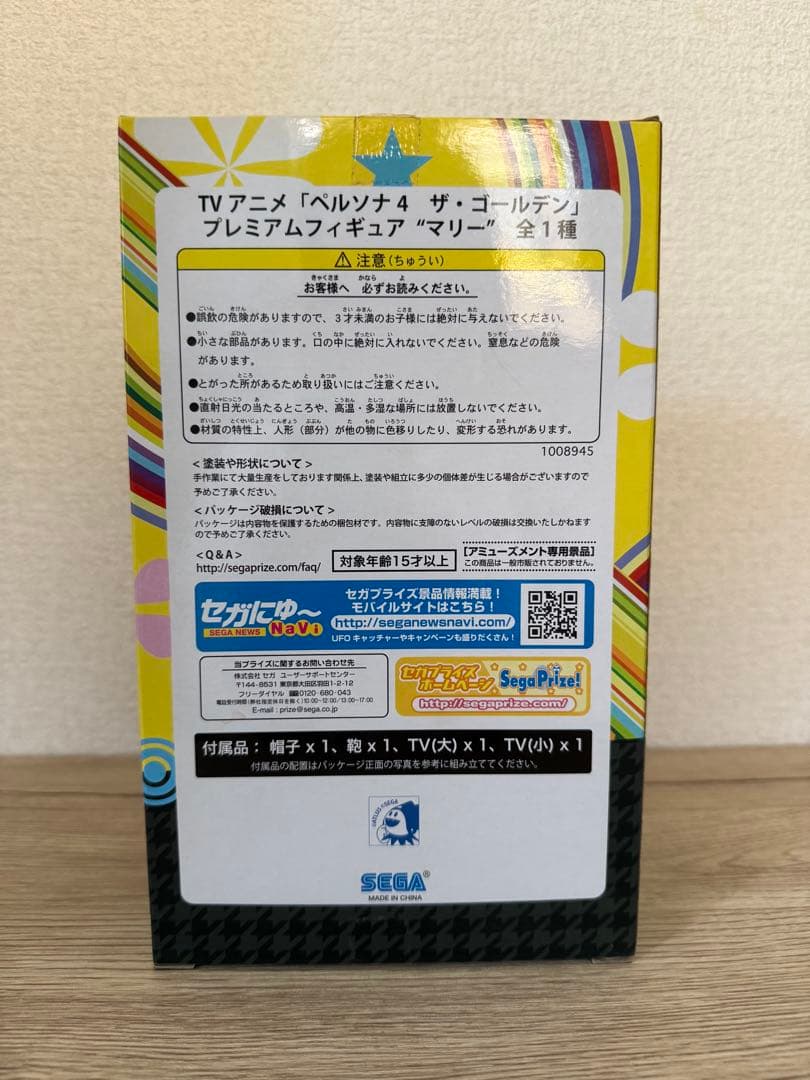 TVアニメ「ペルソナ4　ザ・ゴールデン」
プレミアムフィギュア“マリー”　全1種
⚠注意(ちゅうい)
お客様へ　必ずお読みください。
●誤飲の危険がありますので、3才未満のお子様には絶対に与えないでください。
●小さな部品があります。口の中に絶対に入れないでください。窒息などの危険
があります。
●とがった所があるため取り扱いにはご注意ください。
●直射日光の当たるところや、高温・多湿な場所には放置しないでください。
●材質の特性上、人形（部分）が他の物に色移りしたり、変形する恐れがあります。
1008945
＜塗装や形状について＞
手作業にて大量生産をしております関係上、塗装や組立に多少の個体差が生じる場合がございますので
予めご了承ください。
＜パッケージ破損について＞
パッケージは内容物を保護するための梱包材です。内容物に支障のないレベルの破損は交換いたしかねます
ので予めご了承ください。
＜Q&A＞
http://segaprize.com/faq/
対象年齢15才以上
【アミューズメント専用景品】
この商品は一般市販されておりません。
セガにゅ〜
SEGA NEWS NaVi
セガプライズ景品情報満載！
モバイルサイトはこちら！
http://seganewsnavi.com/
UFOキャッチャーやキャンペーンも盛りだくさん！
当プライズに関するお問い合わせ先
株式会社 セガ ユーザーサポートセンター
〒144-8531 東京都大田区羽田1-2-12
フリーダイヤル 0120-680-043
電話受付時間(弊社指定休日を除く)10:00~12:00/13:00~17:00
E-mail : prize@sega.co.jp
セガプライズ
ホームページ
SegaPrize!
http://segaprize.com/
付属品： 帽子 x 1、鞄 x 1、TV(大) x 1、TV(小) x 1
付属品の配置はパッケージ正面の写真を参考に組み立ててください。
ATLUS©SEGA
SEGA®
MADE IN CHINA